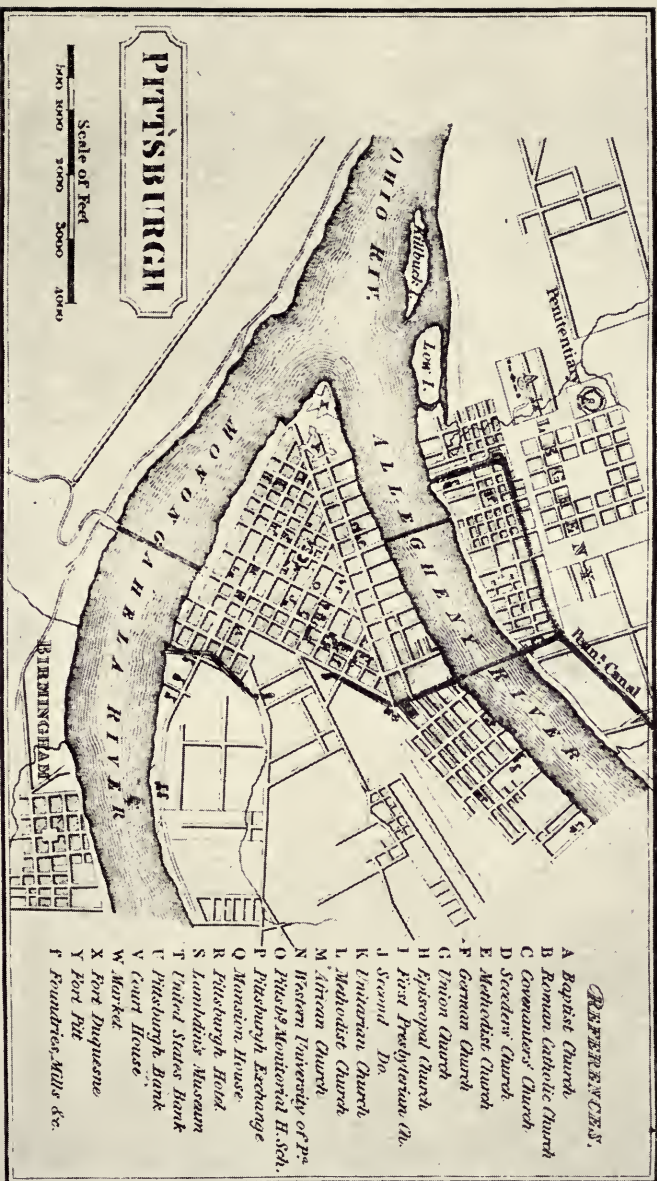 PITTSBURGH
Scale of Feet
500 1000 2000 3000 4000
OHIO RIV.
Killbuck I.
Low I.
Penitentiary
ALLEGHENY
Penn. Canal
ALLEGHENY RIVER
MONONGAHELA RIVER
BIRMINGHAM
REFERENCES.
A Baptist Church
B Roman Catholic Church
C Covenanters' Church
D Seceders' Church
E Methodist Church
F German Church
G Union Church
H Episcopal Church
I First Presbyterian Ch.
J Second Do.
K Unitarian Church
L Methodist Church
M African Church
N Western University of Pa
O Pittsbg Monitorial H. Sch.
P Pittsburgh Exchange
Q Mansion House
R Pittsburgh Hotel
S Lambdin's Museum
T United States Bank
U Pittsburgh Bank
V Court House
W Market
X Fort Duquesne
Y Fort Pitt
f Foundries, Mills &c.